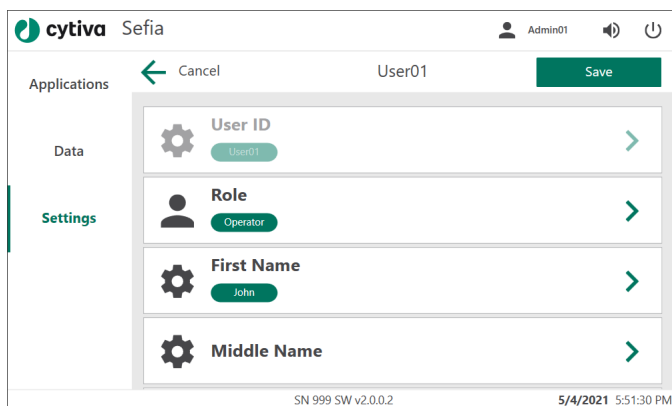 cytiva Sefia
Admin01
Applications
Data
Settings
Cancel
User01
Save
User ID
User01
Role
Operator
First Name
John
Middle Name
SN 999 SW v2.0.0.2
5/4/2021 5:51:30 PM